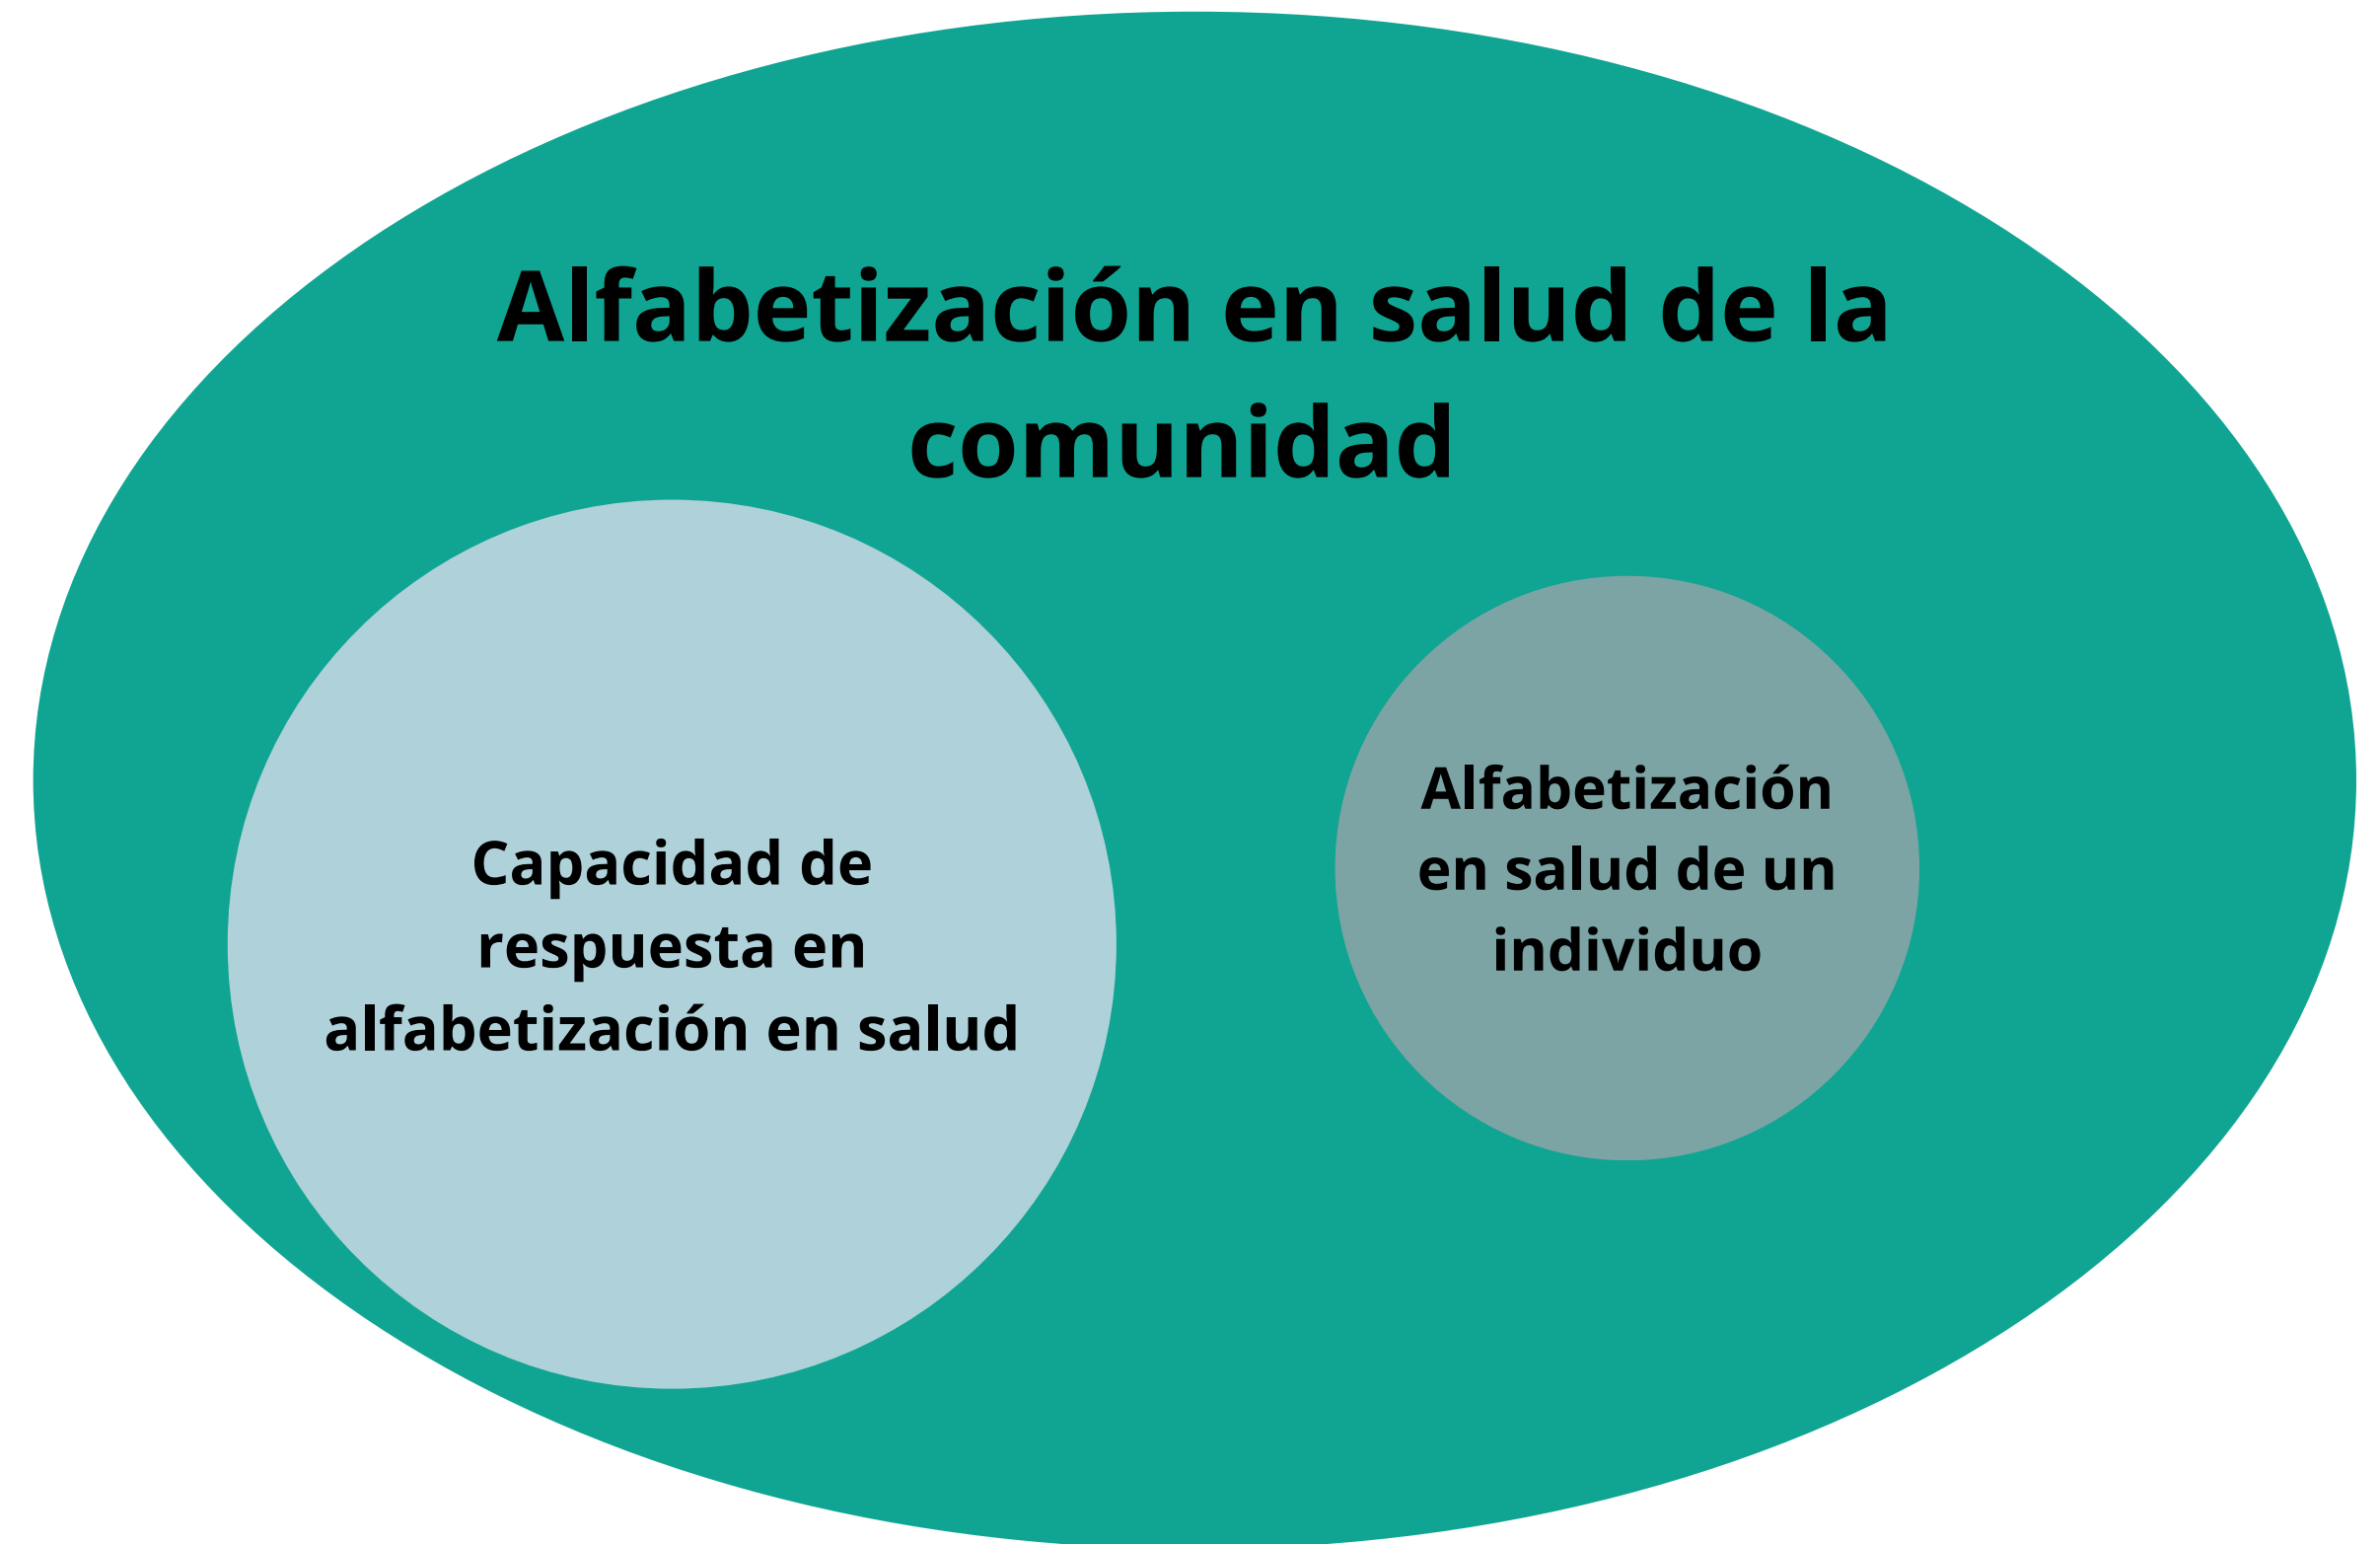 Alfabetización en salud de la
comunidad
Capacidad de
respuesta en
alfabetización en salud
Alfabetización
en salud de un
individuo